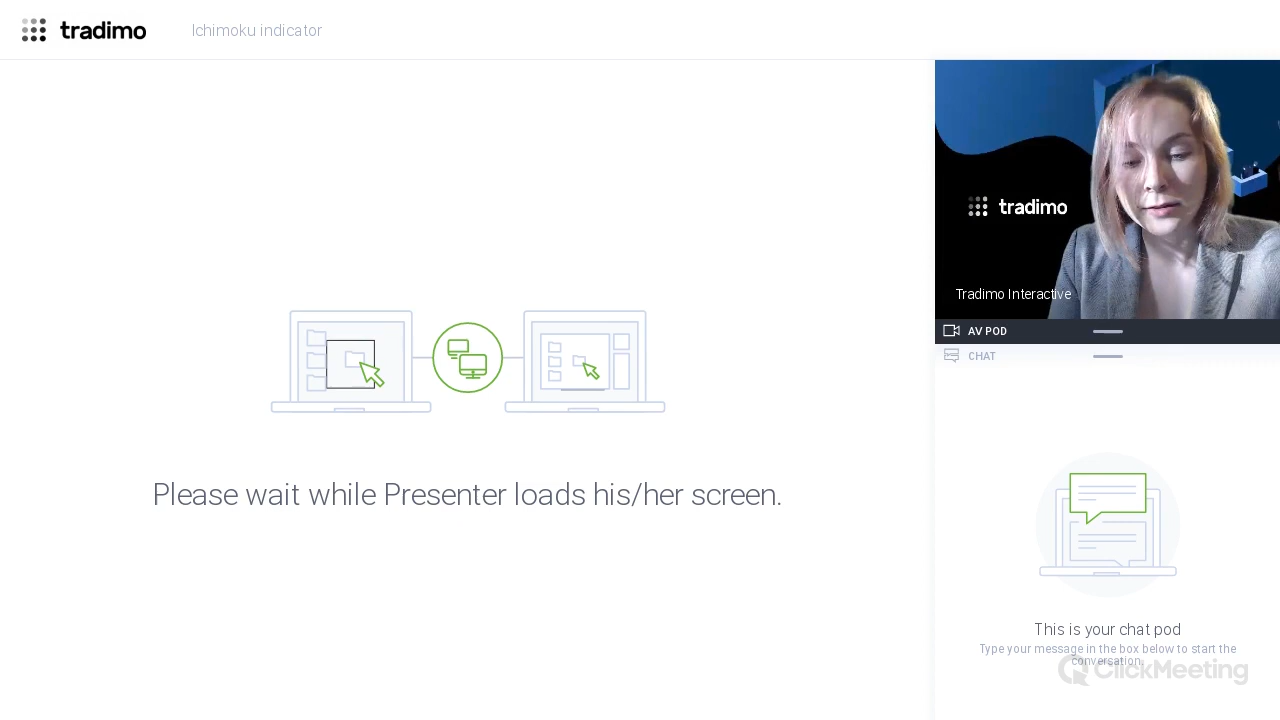 tradimo
Ichimoku indicator
tradimo
Tradimo Interactive
AV POD
CHAT
Please wait while Presenter loads his/her screen.
This is your chat pod
Type your message in the box below to start the
conversation.
ClickMeeting